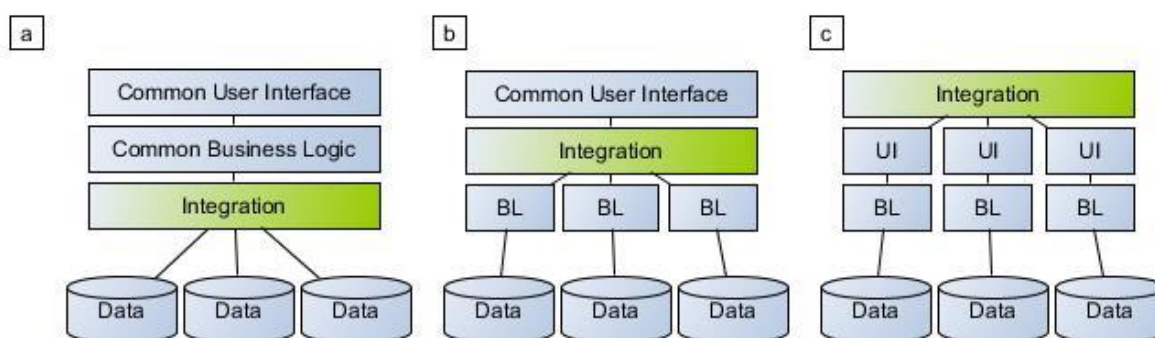 a
Common User Interface
Common Business Logic
Integration
Data Data Data
b
Common User Interface
Integration
BL BL BL
Data Data Data
c
Integration
UI UI UI
BL BL BL
Data Data Data